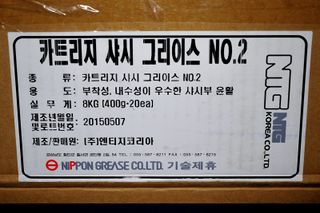 카트리지 샤시 그리이스 NO.2
종 류: 카트리지 샤시 그리이스 NO.2
용 도: 부착성, 내수성이 우수한 샤시부 윤활
실 무 게: 8KG (400g-20ea)
제조년월일 및로트번호: 20150507
제조/판매원: (주)엔티지코리아
NIPPON GREASE CO.LTD. 기술제휴
NTG
NTG
KOREA CO.,LTD.